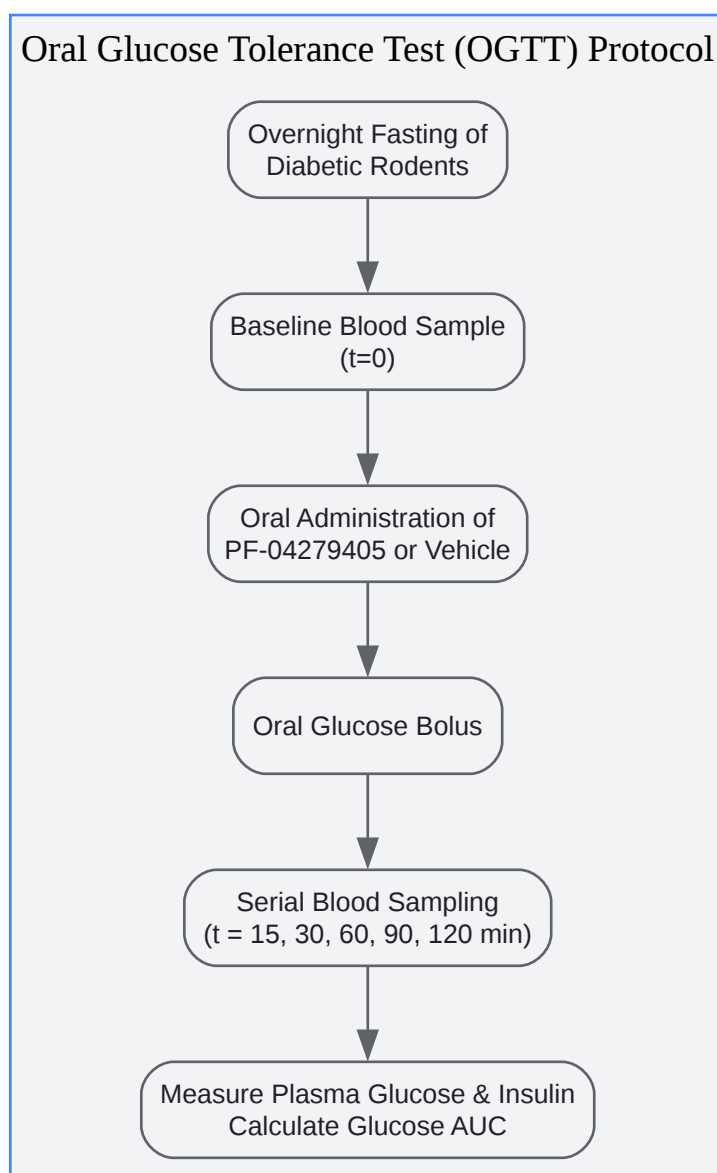 Oral Glucose Tolerance Test (OGTT) Protocol
Overnight Fasting of
Diabetic Rodents
Baseline Blood Sample
(t=0)
Oral Administration of
PF-04279405 or Vehicle
Oral Glucose Bolus
Serial Blood Sampling
(t = 15, 30, 60, 90, 120 min)
Measure Plasma Glucose & Insulin
Calculate Glucose AUC